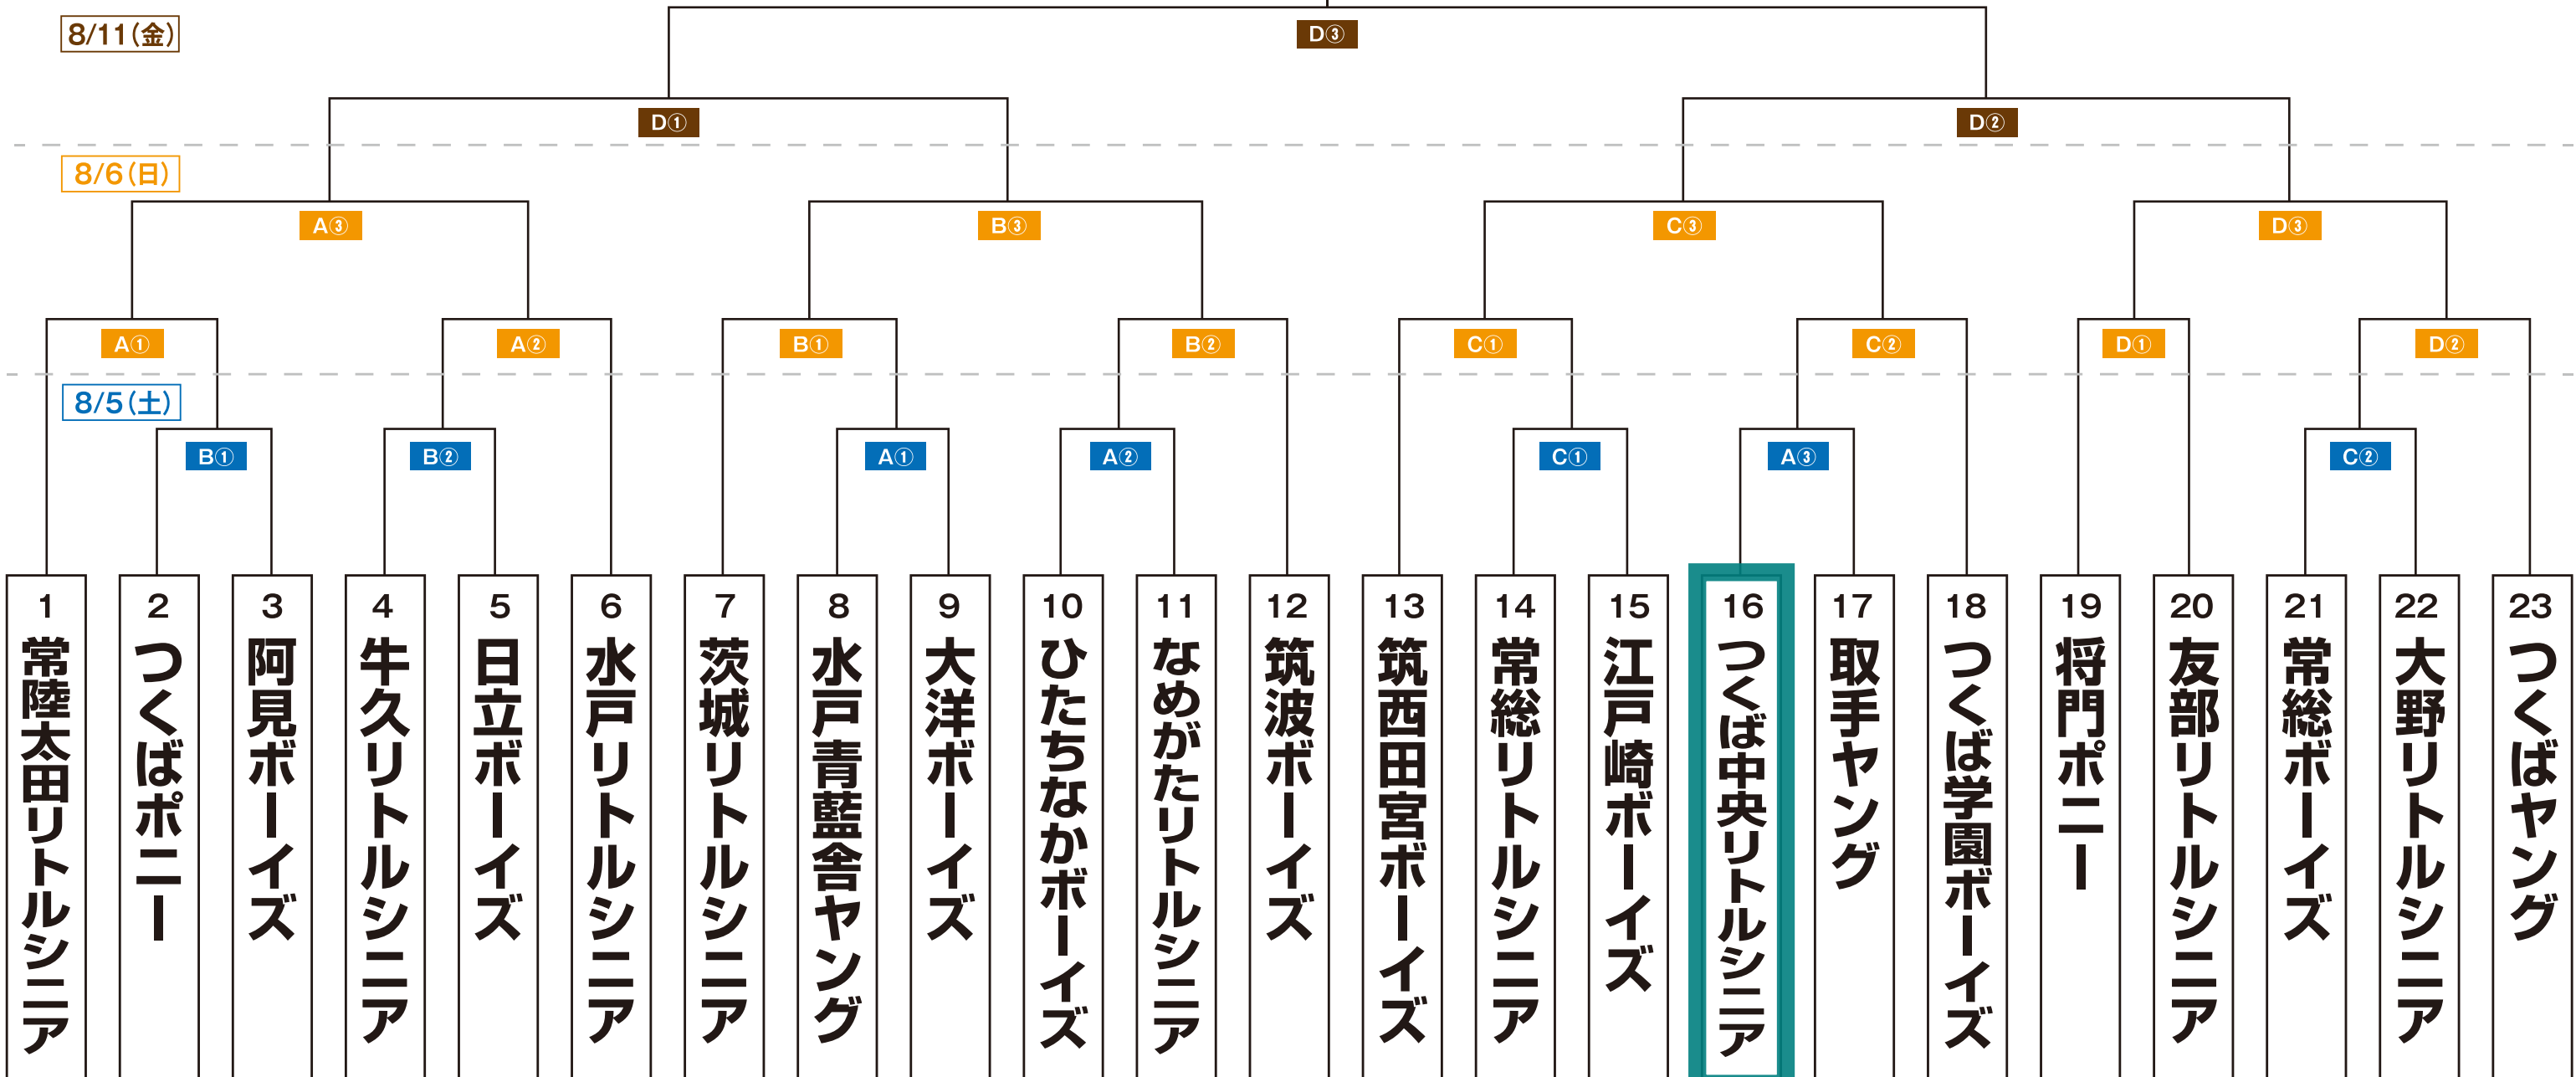 8/11(金)
D③
D① D②
8/6(日)
A③ B③ C③ D③
A① A② B① B② C① C② D① D②
8/5(土)
B① B② A① A② C① A③ C②
1 常陸太田リトルシニア
2 つくばポニー
3 阿見ボーイズ
4 牛久リトルシニア
5 日立ボーイズ
6 水戸リトルシニア
7 茨城リトルシニア
8 水戸青藍舎ヤング
9 大洋ボーイズ
10 ひたちなかボーイズ
11 なめがたリトルシニア
12 筑波ボーイズ
13 筑西田宮ボーイズ
14 常総リトルシニア
15 江戸崎ボーイズ
16 つくば中央リトルシニア
17 取手ヤング
18 つくば学園ボーイズ
19 将門ポニー
20 友部リトルシニア
21 常総ボーイズ
22 大野リトルシニア
23 つくばヤング